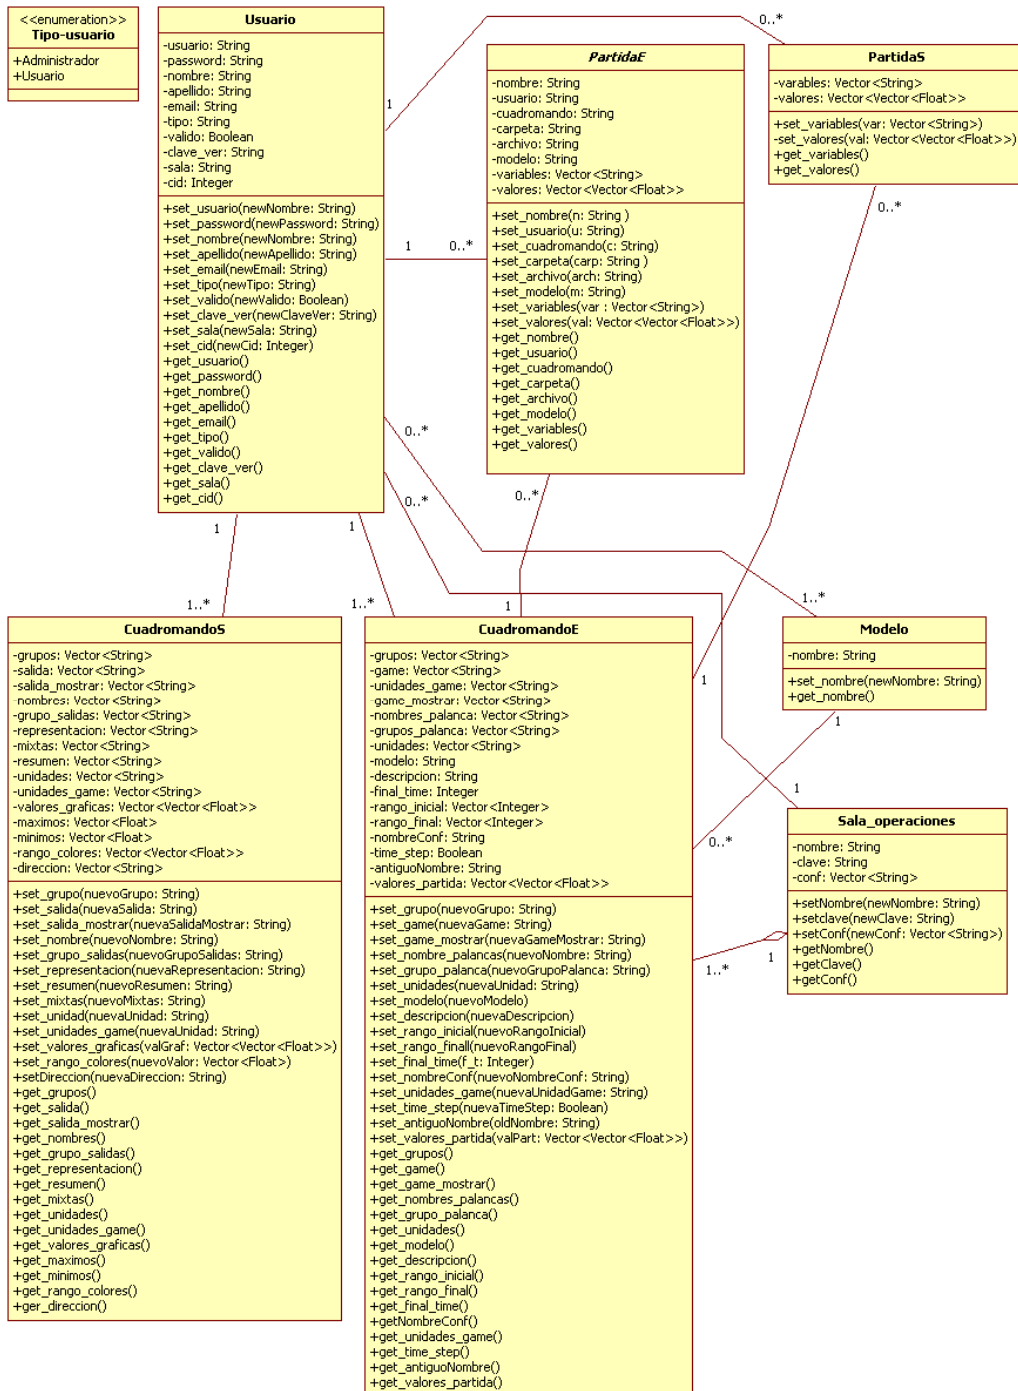 <<enumeration>>
Tipo-usuario
+Administrador
+Usuario
Usuario
-usuario: String
-password: String
-nombre: String
-apellido: String
-email: String
-tipo: String
-valido: Boolean
-clave_ver: String
-sala: String
-cid: Integer
+set_usuario(newNombre: String)
+set_password(newPassword: String)
+set_nombre(newNombre: String)
+set_apellido(newApellido: String)
+set_email(newEmail: String)
+set_tipo(newTipo: String)
+set_valido(newValido: Boolean)
+set_clave_ver(newClaveVer: String)
+set_sala(newSala: String)
+set_cid(newCid: Integer)
+get_usuario()
+get_password()
+get_nombre()
+get_apellido()
+get_email()
+get_tipo()
+get_valido()
+get_clave_ver()
+get_sala()
+get_cid()
PartidaE
-nombre: String
-usuario: String
-cuadromando: String
-carpeta: String
-archivo: String
-modelo: String
-variables: Vector<String>
-valores: Vector<Vector<Float>>
+set_nombre(n: String )
+set_usuario(u: String)
+set_cuadromando(c: String)
+set_carpeta(carp: String )
+set_archivo(arch: String)
+set_modelo(m: String)
+set_variables(var : Vector<String>)
+set_valores(val: Vector<Vector<Float>>)
+get_nombre()
+get_usuario()
+get_cuadromando()
+get_carpeta()
+get_archivo()
+get_modelo()
+get_variables()
+get_valores()
PartidaS
-varables: Vector<String>
-valores: Vector<Vector<Float>>
+set_variables(var: Vector<String>)
-set_valores(val: Vector<Vector<Float>>)
+get_variables()
+get_valores()
0..*
1
1
0..*
0..*
0..*
0..*
0..*
1
1
1..*
1..*
1
1..*
1
1
1
0..*
1..*
1
CuadromandoS
-grupos: Vector<String>
-salida: Vector<String>
-salida_mostrar: Vector<String>
-nombres: Vector<String>
-grupo_salidas: Vector<String>
-representacion: Vector<String>
-mixtas: Vector<String>
-resumen: Vector<String>
-unidades: Vector<String>
-unidades_game: Vector<String>
-valores_graficas: Vector<Vector<Float>>
-maximos: Vector<Float>
-minimos: Vector<Float>
-rango_colores: Vector<Vector<Float>>
-direccion: Vector<String>
+set_grupo(nuevoGrupo: String)
+set_salida(nuevaSalida: String)
+set_salida_mostrar(nuevaSalidaMostrar: String)
+set_nombre(nuevoNombre: String)
+set_grupo_salidas(nuevoGrupoSalidas: String)
+set_representacion(nuevaRepresentacion: String)
+set_resumen(nuevoResumen: String)
+set_mixtas(nuevoMixtas: String)
+set_unidad(nuevaUnidad: String)
+set_unidades_game(nuevaUnidad: String)
+set_valores_graficas(valGraf: Vector<Vector<Float>>)
+set_rango_colores(nuevoValor: Vector<Float>)
+setDireccion(nuevaDireccion: String)
+get_grupos()
+get_salida()
+get_salida_mostrar()
+get_nombres()
+get_grupo_salidas()
+get_representacion()
+get_resumen()
+get_mixtas()
+get_unidades()
+get_unidades_game()
+get_valores_graficas()
+get_maximos()
+get_minimos()
+get_rango_colores()
+ger_direccion()
CuadromandoE
-grupos: Vector<String>
-game: Vector<String>
-unidades_game: Vector<String>
-game_mostrar: Vector<String>
-nombres_palanca: Vector<String>
-grupos_palanca: Vector<String>
-unidades: Vector<String>
-modelo: String
-descripcion: String
-final_time: Integer
-rango_inicial: Vector<Integer>
-rango_final: Vector<Integer>
-nombreConf: String
-time_step: Boolean
-antiguoNombre: String
-valores_partida: Vector<Vector<Float>>
+set_grupo(nuevoGrupo: String)
+set_game(nuevaGame: String)
+set_game_mostrar(nuevaGameMostrar: String)
+set_nombre_palancas(nuevoNombre: String)
+set_grupo_palanca(nuevoGrupoPalanca: String)
+set_unidades(nuevaUnidad: String)
+set_modelo(nuevoModelo)
+set_descripcion(nuevaDescripcion)
+set_rango_inicial(nuevoRangoInicial)
+set_rango_finall(nuevoRangoFinal)
+set_final_time(f_t: Integer)
+set_nombreConf(nuevoNombreConf: String)
+set_unidades_game(nuevaUnidadGame: String)
+set_time_step(nuevaTimeStep: Boolean)
+set_antiguoNombre(oldNombre: String)
+set_valores_partida(valPart: Vector<Vector<Float>>)
+get_grupos()
+get_game()
+get_game_mostrar()
+get_nombres_palancas()
+get_grupo_palanca()
+get_unidades()
+get_modelo()
+get_descripcion()
+get_rango_inicial()
+get_rango_final()
+get_final_time()
+getNombreConf()
+get_unidades_game()
+get_time_step()
+get_antiguoNombre()
+get_valores_partida()
Modelo
-nombre: String
+set_nombre(newNombre: String)
+get_nombre()
Sala_operaciones
-nombre: String
-clave: String
-conf: Vector<String>
+setNombre(newNombre: String)
+setclave(newClave: String)
+setConf(newConf: Vector<String>)
+getNombre()
+getClave()
+getConf()